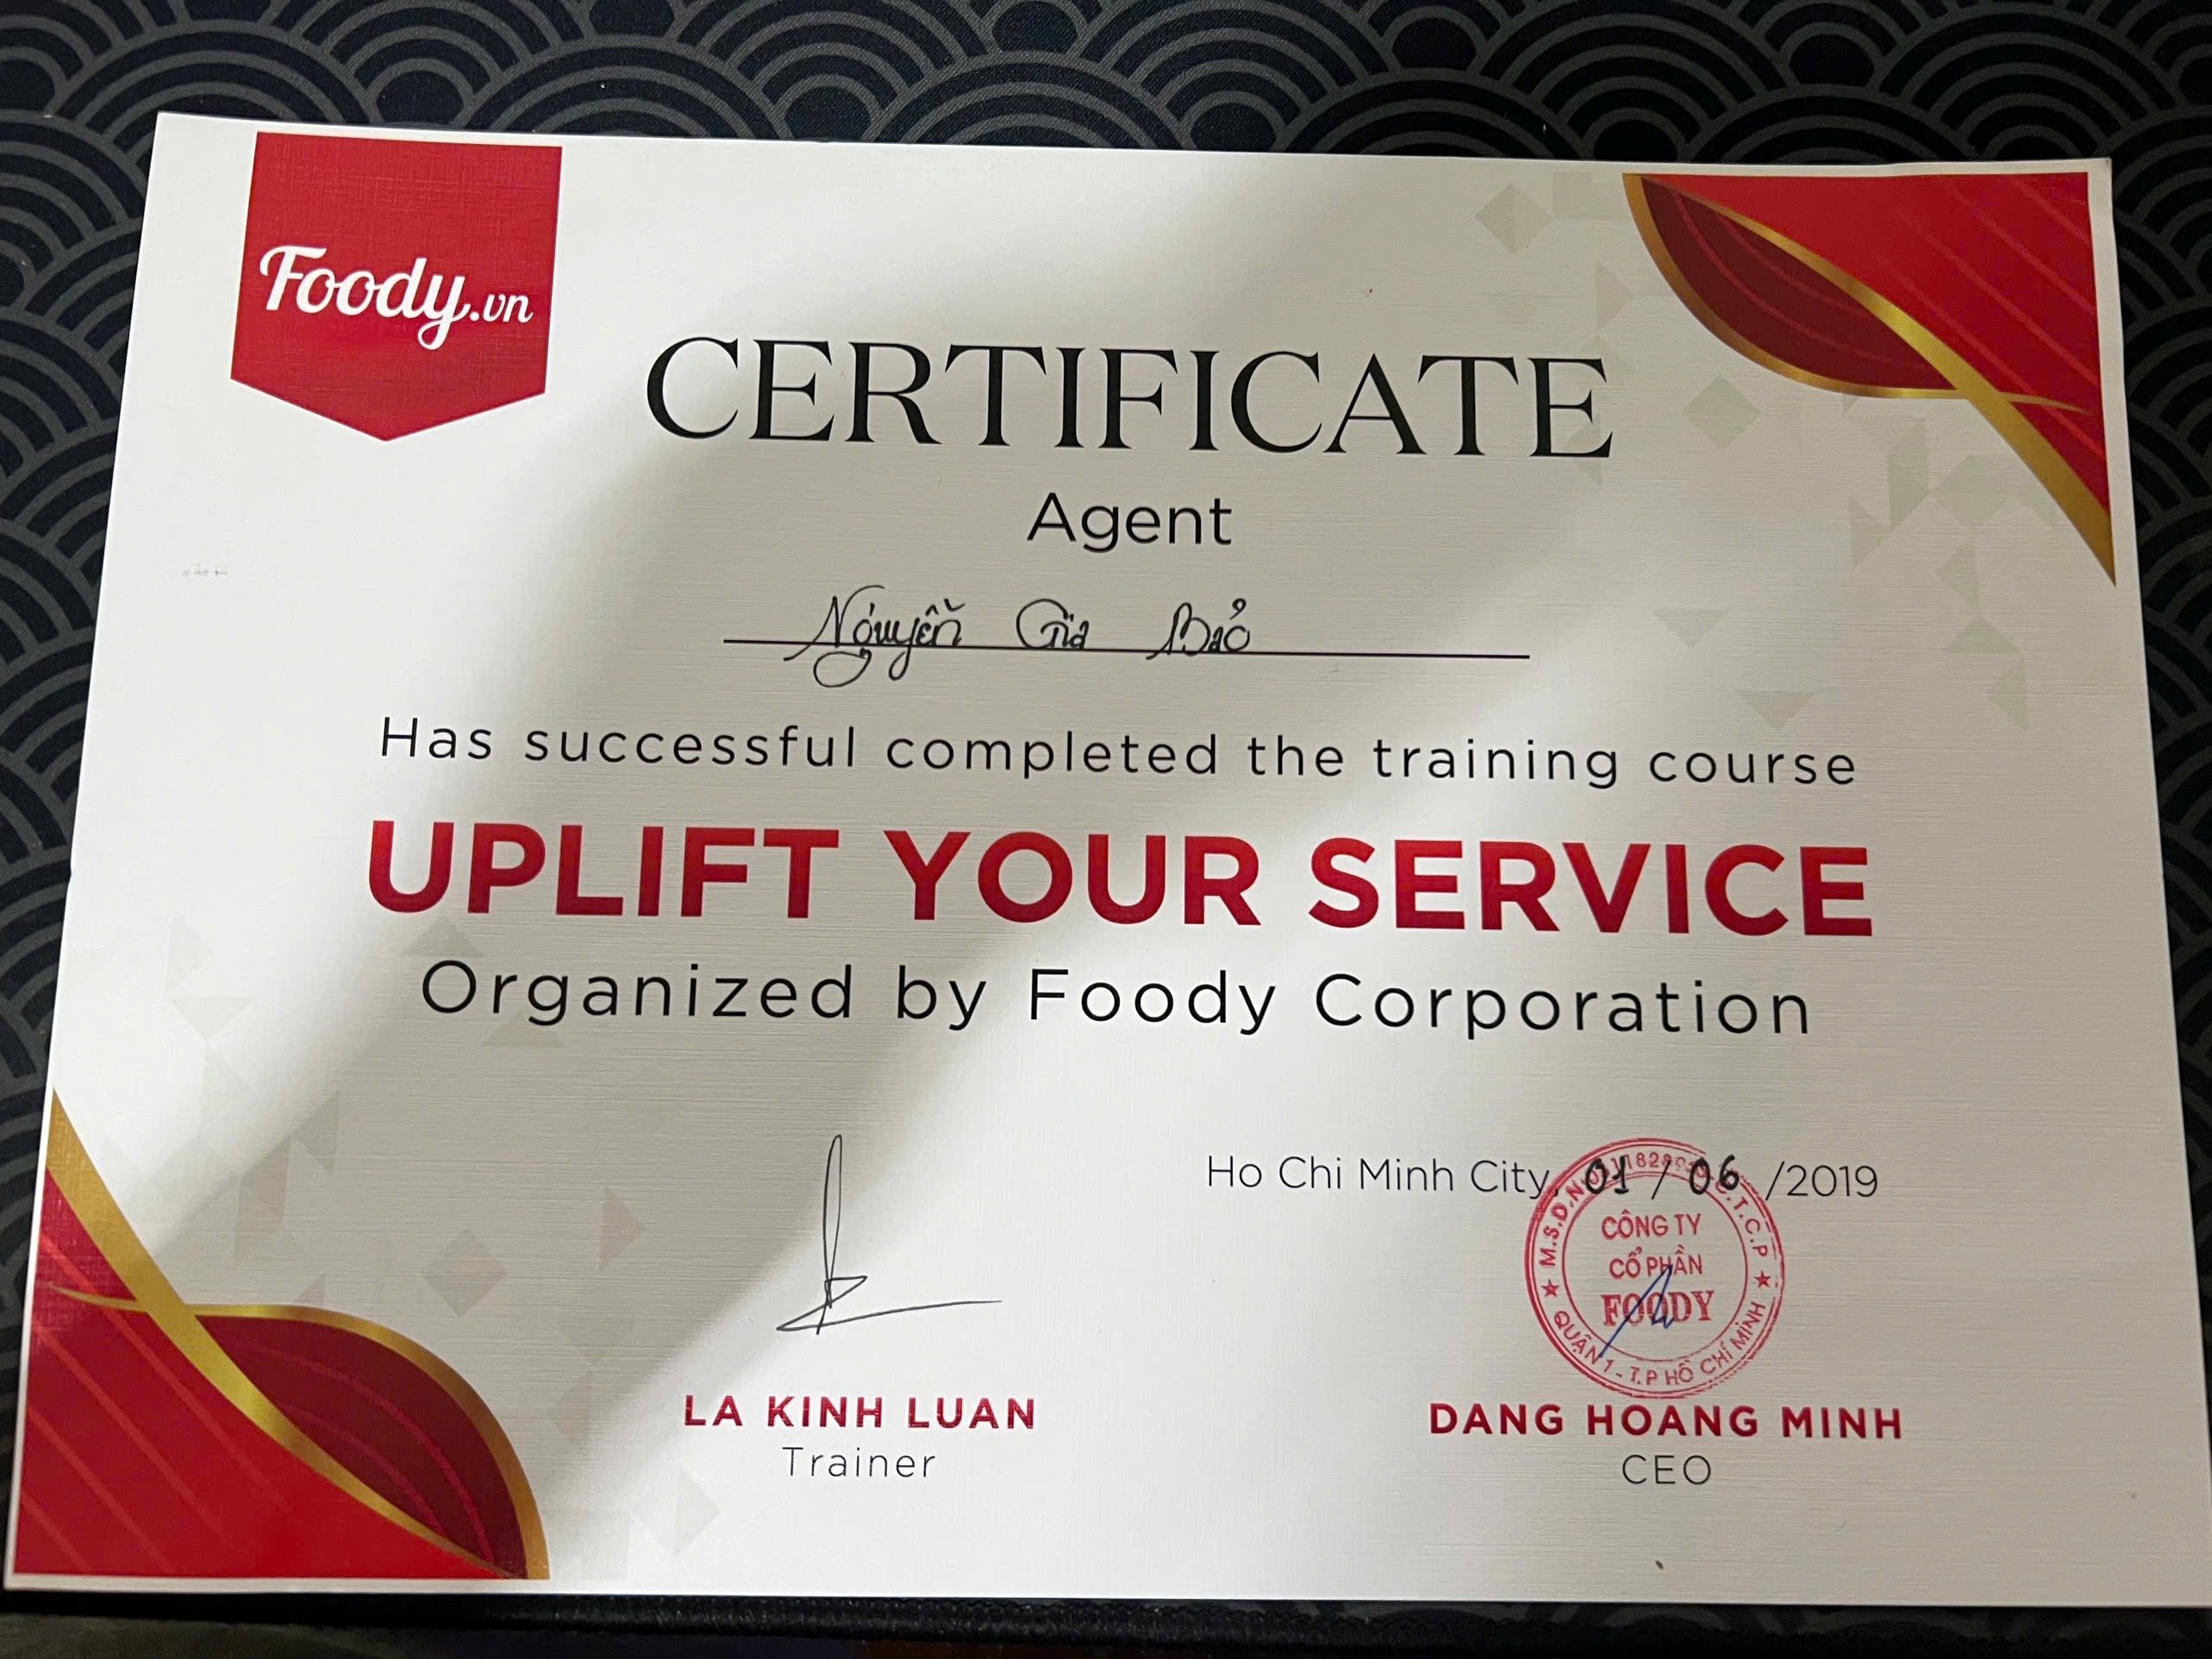 Foody.vn
CERTIFICATE
Agent
Nguyễn Gia Bảo
Has successful completed the training course
UPLIFT YOUR SERVICE
Organized by Foody Corporation
Ho Chi Minh City, 01 / 06 /2019
CÔNG TY
CỔ PHẦN
FOODY
QUẬN 1 - T.P HỒ CHÍ MINH
LA KINH LUAN
Trainer
DANG HOANG MINH
CEO